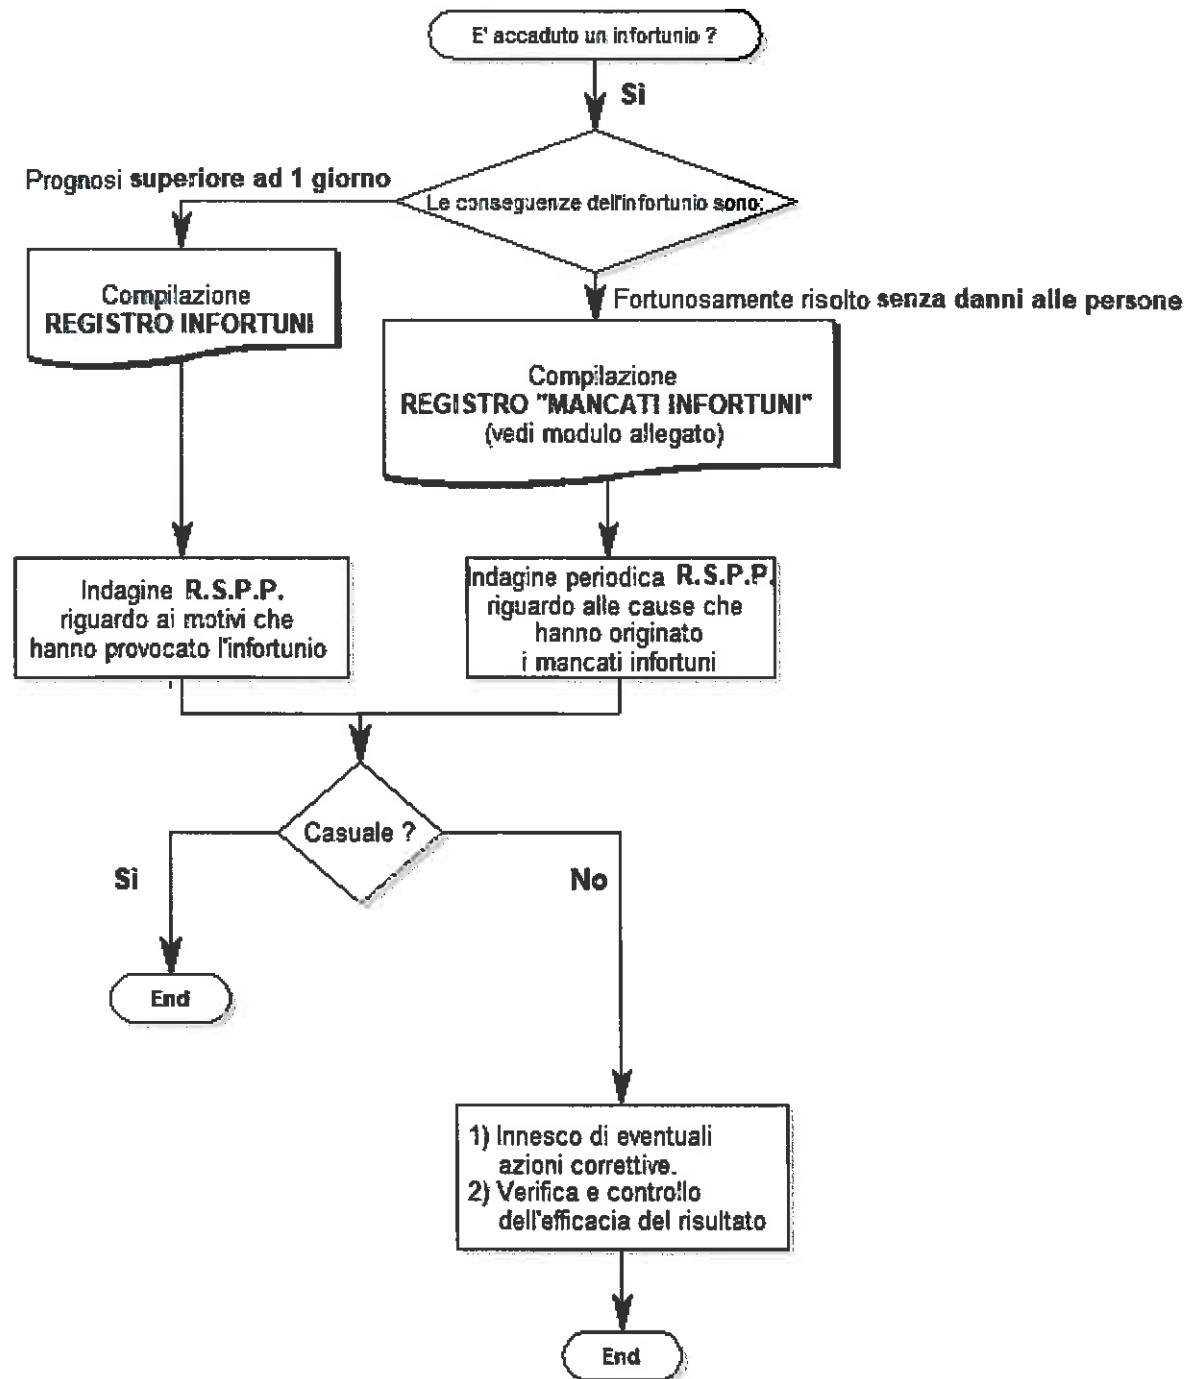 E' accaduto un infortunio ?
Sì
Prognosi superiore ad 1 giorno
Le conseguenze dell'infortunio sono:
Compilazione
REGISTRO INFORTUNI
Fortunosamente risolto senza danni alle persone
Compilazione
REGISTRO "MANCATI INFORTUNI"
(vedi modulo allegato)
Indagine R.S.P.P.
riguardo ai motivi che
hanno provocato l'infortunio
Indagine periodica R.S.P.P.
riguardo alle cause che
hanno originato
i mancati infortuni
Casuale ?
Sì
No
End
1) Innesco di eventuali
azioni correttive.
2) Verifica e controllo
dell'efficacia del risultato
End